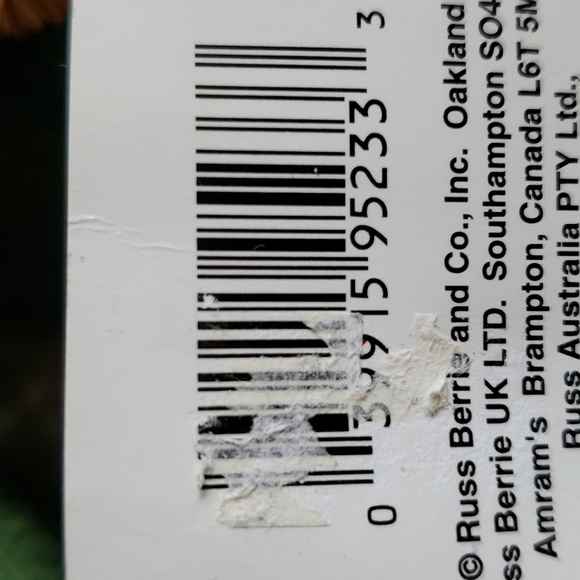 0 39915 95233 3
© Russ Berrie and Co., Inc. Oakland
ss Berrie UK LTD. Southampton SO4
Amram's Brampton, Canada L6T 5M
Russ Australia PTY Ltd.,